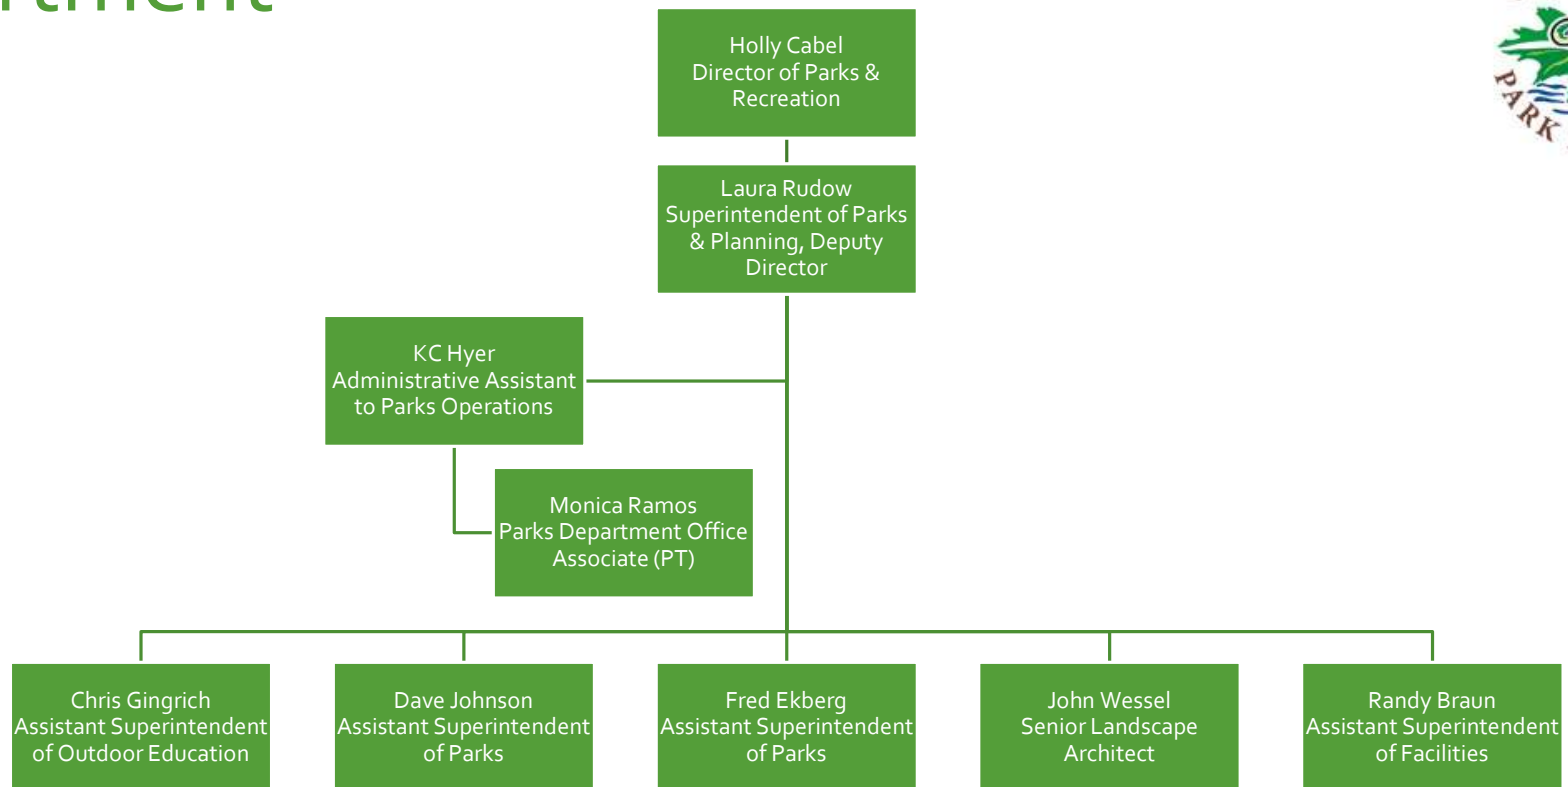 Holly Cabel
Director of Parks &
Recreation
PARK
Laura Rudow
Superintendent of Parks
& Planning, Deputy
Director
KC Hyer
Administrative Assistant
to Parks Operations
Monica Ramos
Parks Department Office
Associate (PT)
Chris Gingrich
Assistant Superintendent
of Outdoor Education
Dave Johnson
Assistant Superintendent
of Parks
Fred Ekberg
Assistant Superintendent
of Parks
John Wessel
Senior Landscape
Architect
Randy Braun
Assistant Superintendent
of Facilities